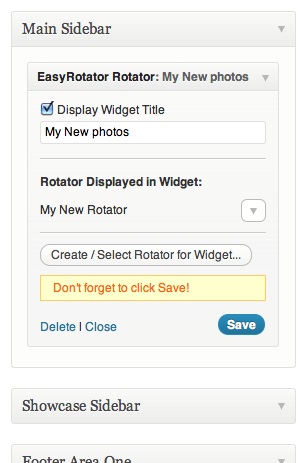 Main Sidebar
EasyRotator Rotator: My New photos
Display Widget Title
My New photos
Rotator Displayed in Widget:
My New Rotator
Create / Select Rotator for Widget...
Don't forget to click Save!
Delete | Close
Save
Showcase Sidebar
Footer Area One